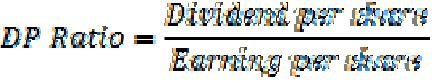 DP Ratio = Dividend per share / Earning per share